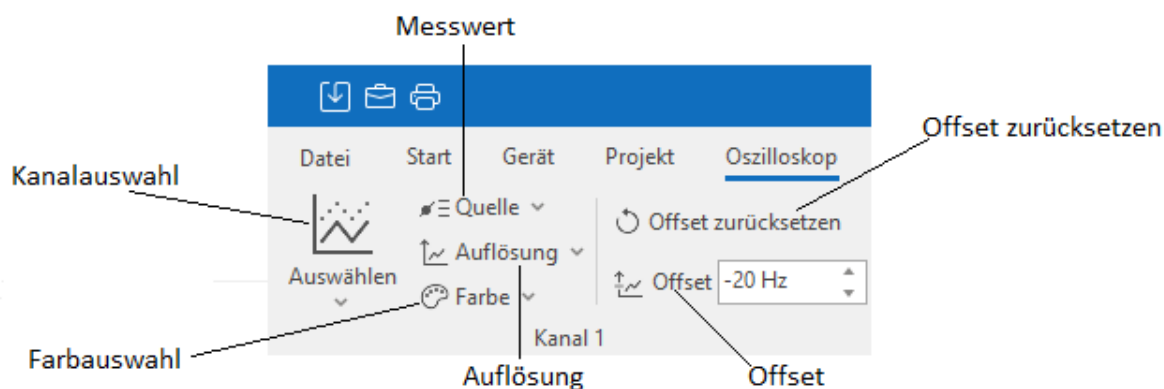 Messwert
Offset zurücksetzen
Datei Start Gerät Projekt Oszilloskop
Kanalauswahl
Quelle
Offset zurücksetzen
Auflösung
Auswählen
Offset -20 Hz
Farbe
Kanal 1
Farbauswahl
Auflösung
Offset